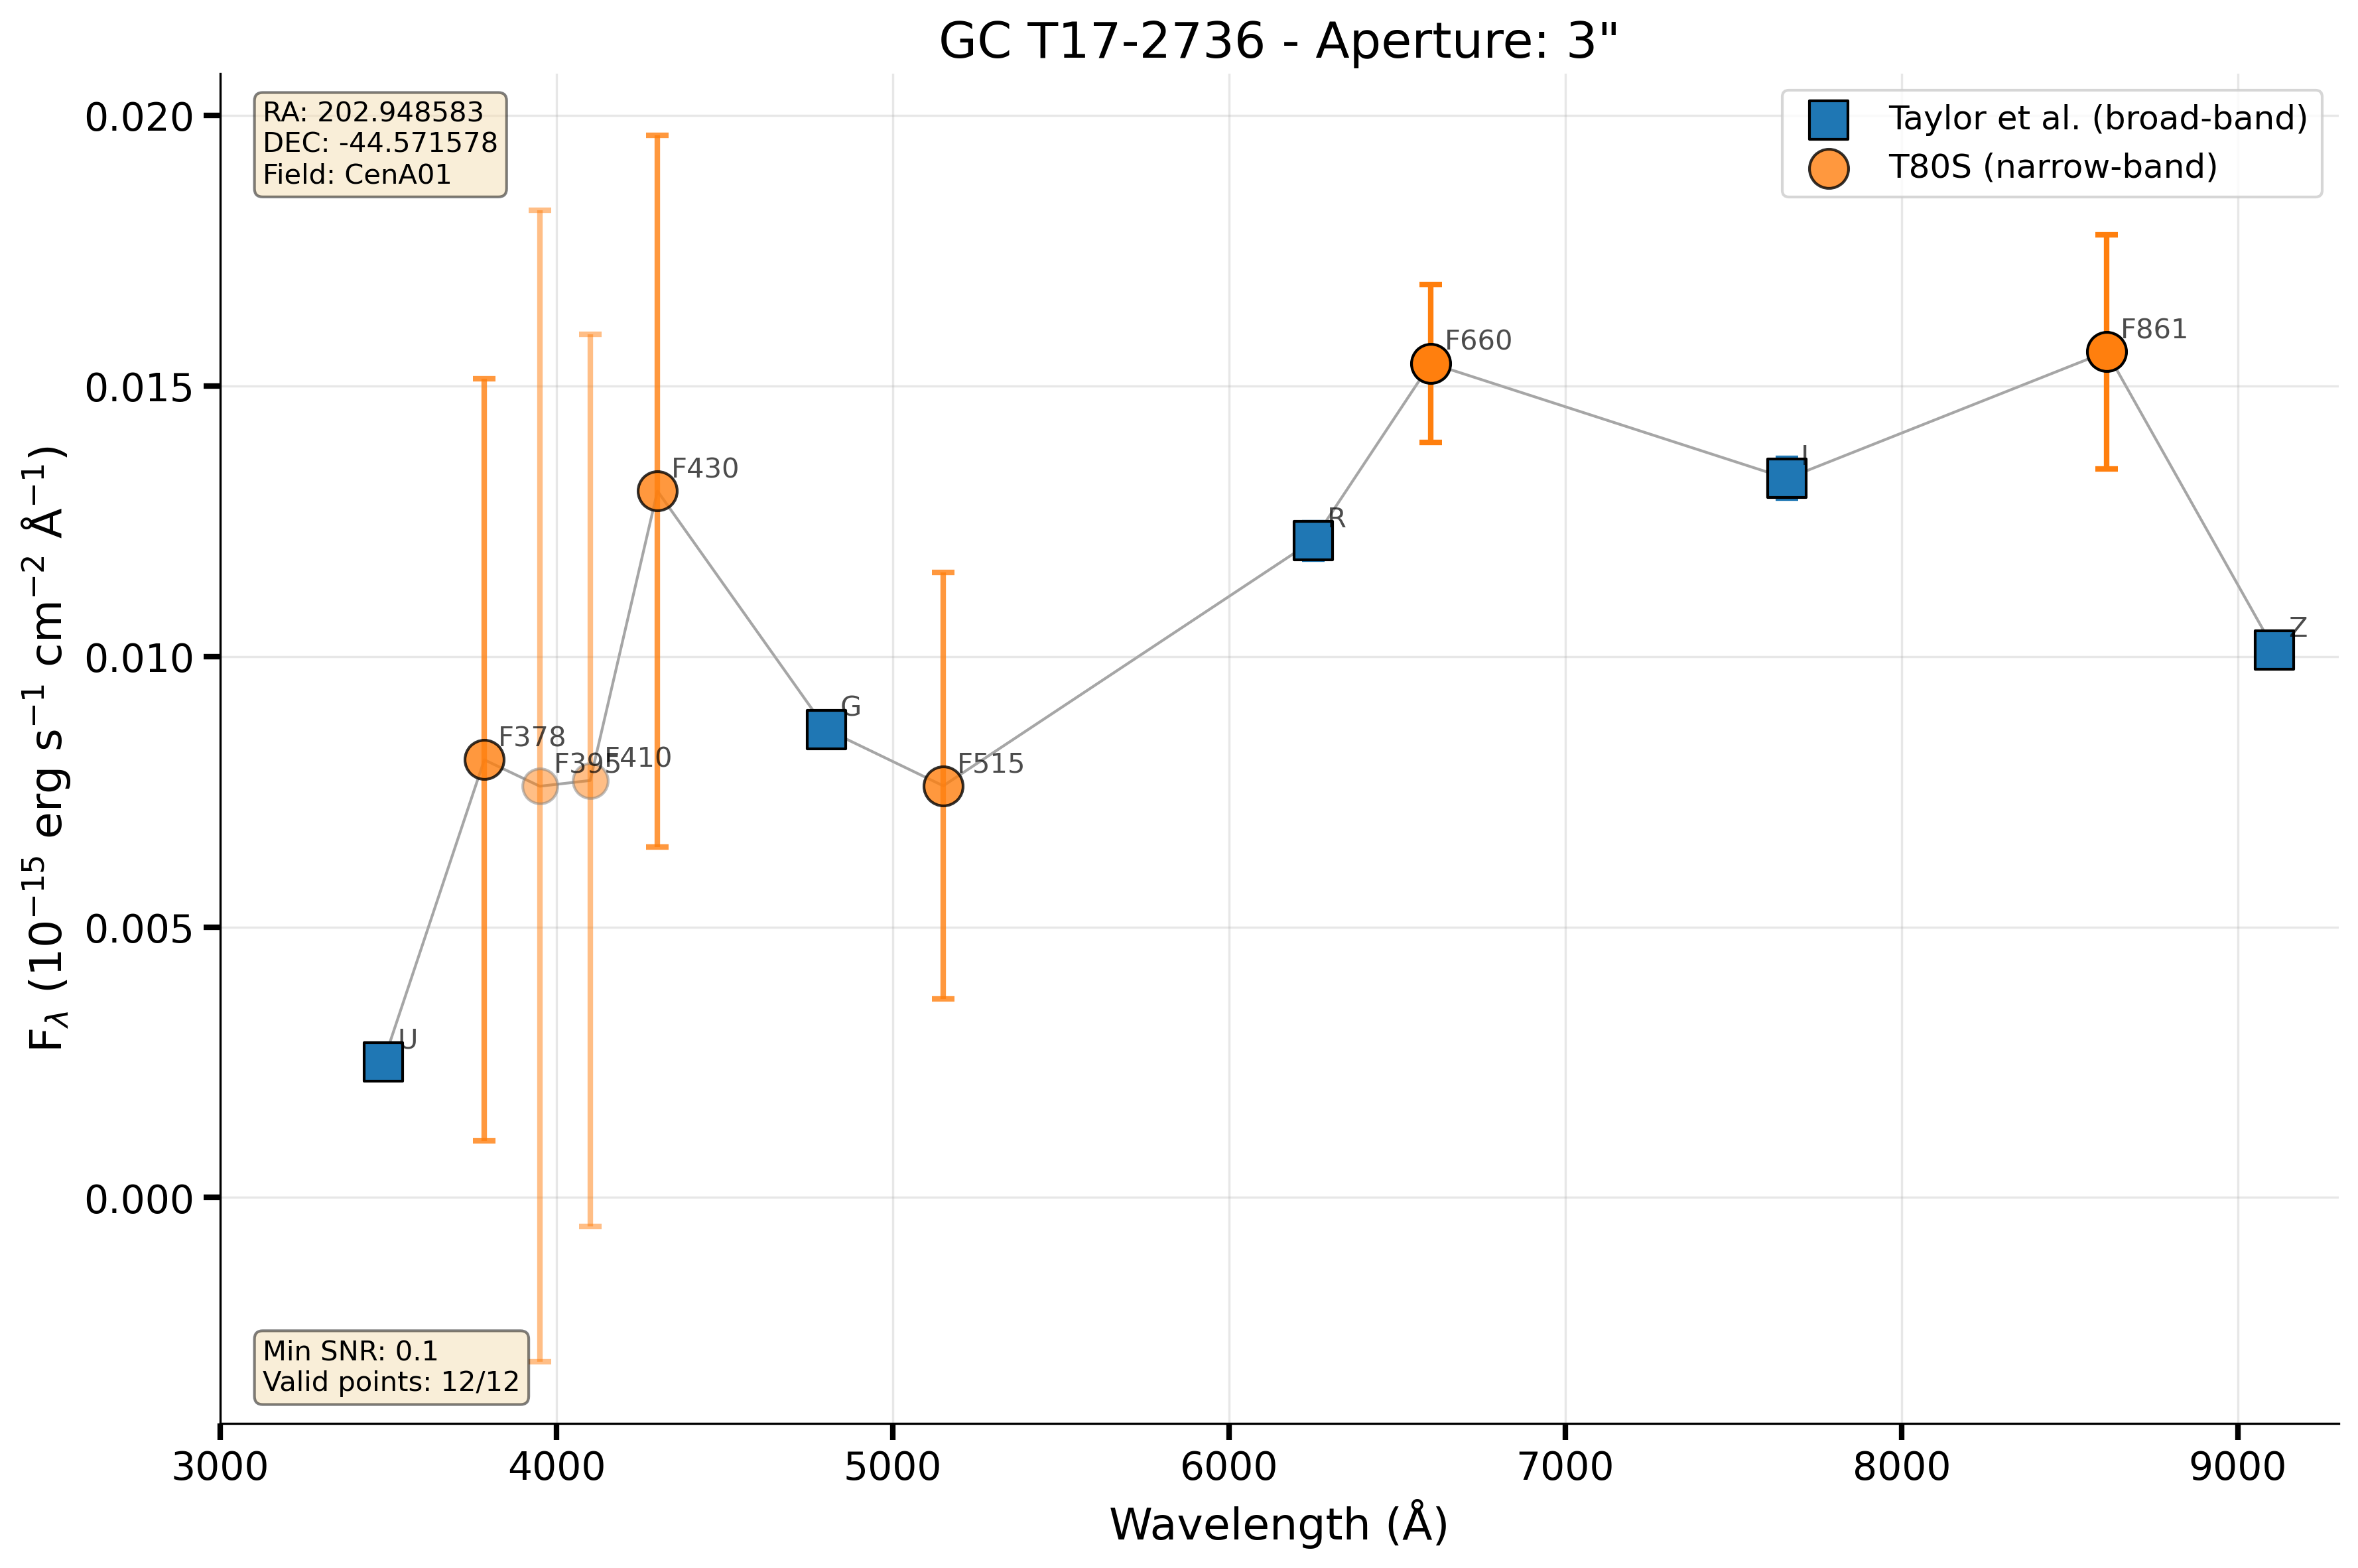 GC T17-2736 - Aperture: 3"
RA: 202.948583
DEC: -44.571578
Field: CenA01
Taylor et al. (broad-band)
T80S (narrow-band)
0.020
0.015
0.010
0.005
0.000
F_λ (10^−15 erg s^−1 cm^−2 Å^−1)
U
F378
F395
F410
F430
G
F515
R
F660
I
F861
Z
Min SNR: 0.1
Valid points: 12/12
3000 4000 5000 6000 7000 8000 9000
Wavelength (Å)